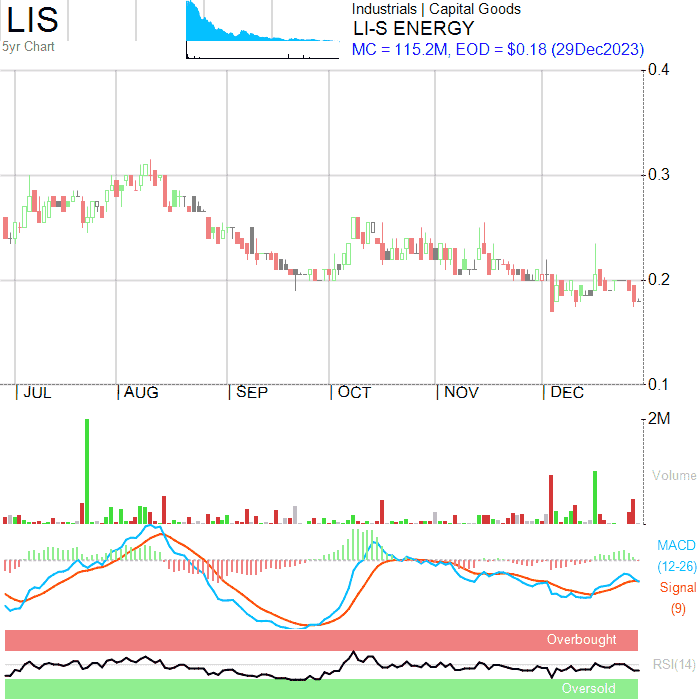 LIS
5yr Chart
Industrials | Capital Goods
LI-S ENERGY
MC = 115.2M, EOD = $0.18 (29Dec2023)
0.4
0.3
0.2
0.1
JUL AUG SEP OCT NOV DEC
2M
Volume
MACD
(12-26)
Signal
(9)
Overbought
RSI(14)
Oversold